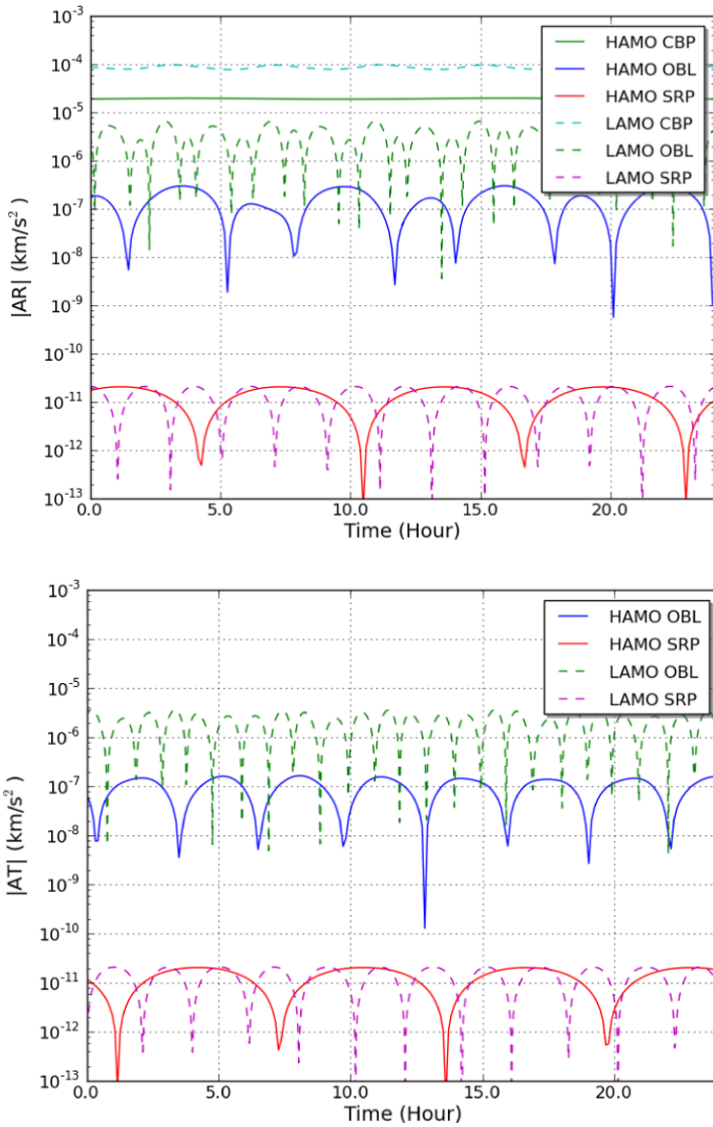 10⁻³
10⁻⁴
10⁻⁵
10⁻⁶
10⁻⁷
10⁻⁸
10⁻⁹
10⁻¹⁰
10⁻¹¹
10⁻¹²
10⁻¹³
|AR| (km/s²)
HAMO CBP
HAMO OBL
HAMO SRP
LAMO CBP
LAMO OBL
LAMO SRP
0.0 5.0 10.0 15.0 20.0
Time (Hour)
10⁻³
10⁻⁴
10⁻⁵
10⁻⁶
10⁻⁷
10⁻⁸
10⁻⁹
10⁻¹⁰
10⁻¹¹
10⁻¹²
10⁻¹³
|AT| (km/s²)
HAMO OBL
HAMO SRP
LAMO OBL
LAMO SRP
0.0 5.0 10.0 15.0 20.0
Time (Hour)